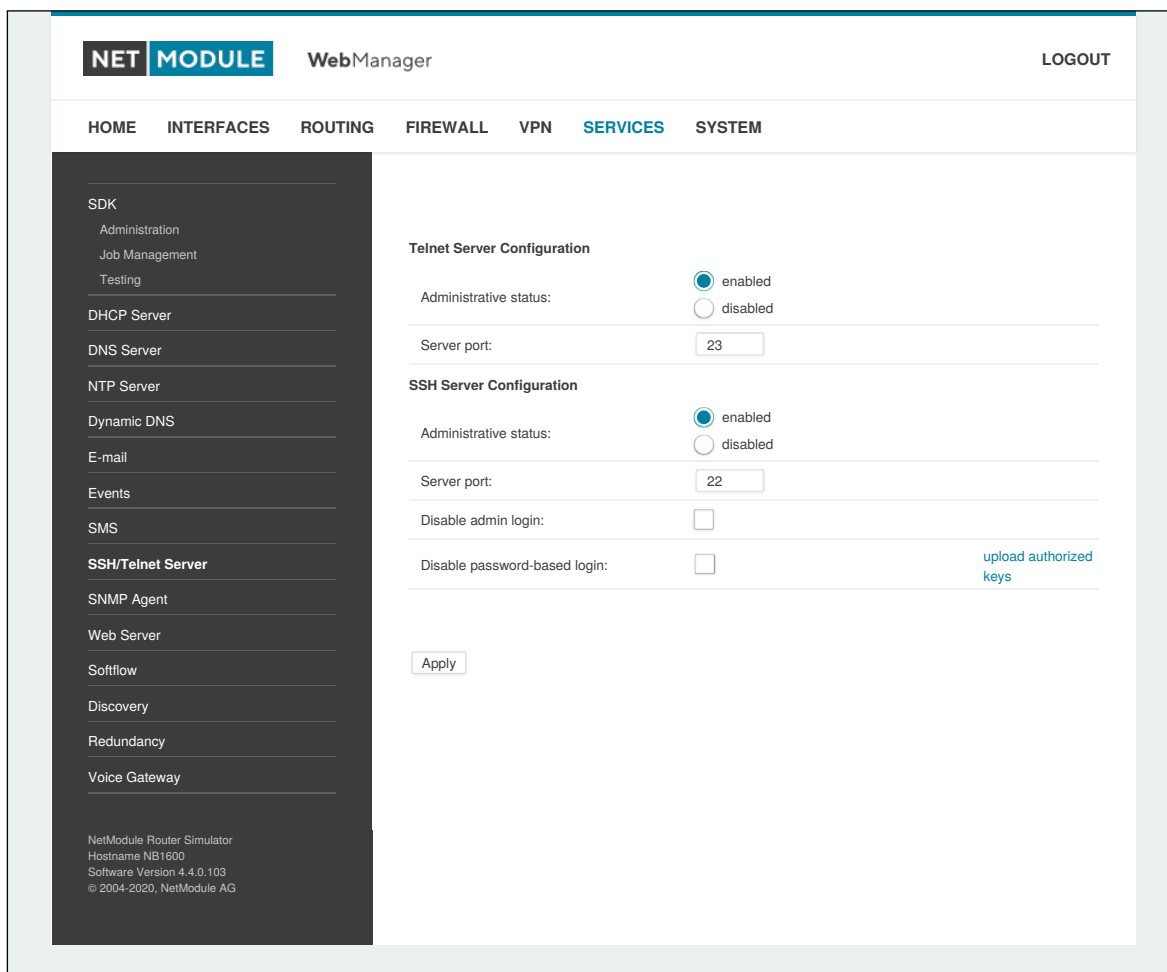 NET MODULE WebManager LOGOUT
HOME INTERFACES ROUTING FIREWALL VPN SERVICES SYSTEM
SDK
Administration
Job Management
Testing
DHCP Server
DNS Server
NTP Server
Dynamic DNS
E-mail
Events
SMS
SSH/Telnet Server
SNMP Agent
Web Server
Softflow
Discovery
Redundancy
Voice Gateway
NetModule Router Simulator
Hostname NB1600
Software Version 4.4.0.103
© 2004-2020, NetModule AG
Telnet Server Configuration
Administrative status:
enabled
disabled
Server port: 23
SSH Server Configuration
Administrative status:
enabled
disabled
Server port: 22
Disable admin login:
Disable password-based login:
upload authorized
keys
Apply